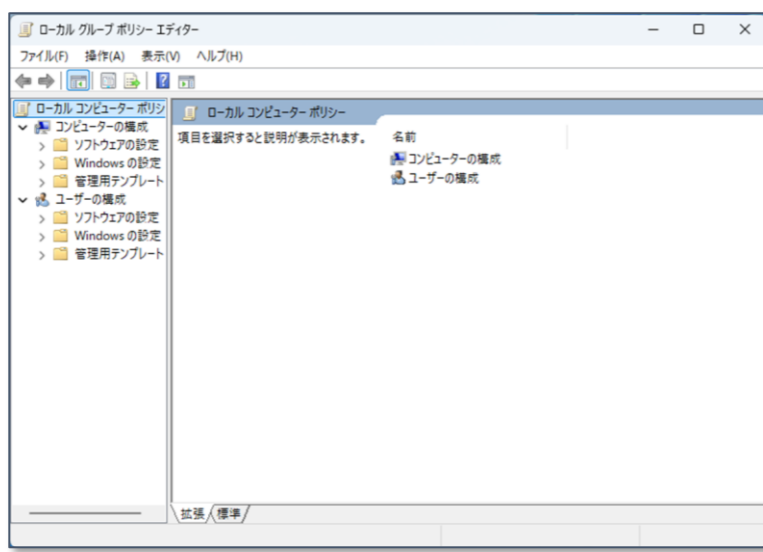 ローカル グループ ポリシー エディター
ファイル(F) 操作(A) 表示(V) ヘルプ(H)
ローカル コンピューター ポリシ
コンピューターの構成
ソフトウェアの設定
Windows の設定
管理用テンプレート
ユーザーの構成
ソフトウェアの設定
Windows の設定
管理用テンプレート
ローカル コンピューター ポリシー
項目を選択すると説明が表示されます。
名前
コンピューターの構成
ユーザーの構成
拡張 標準